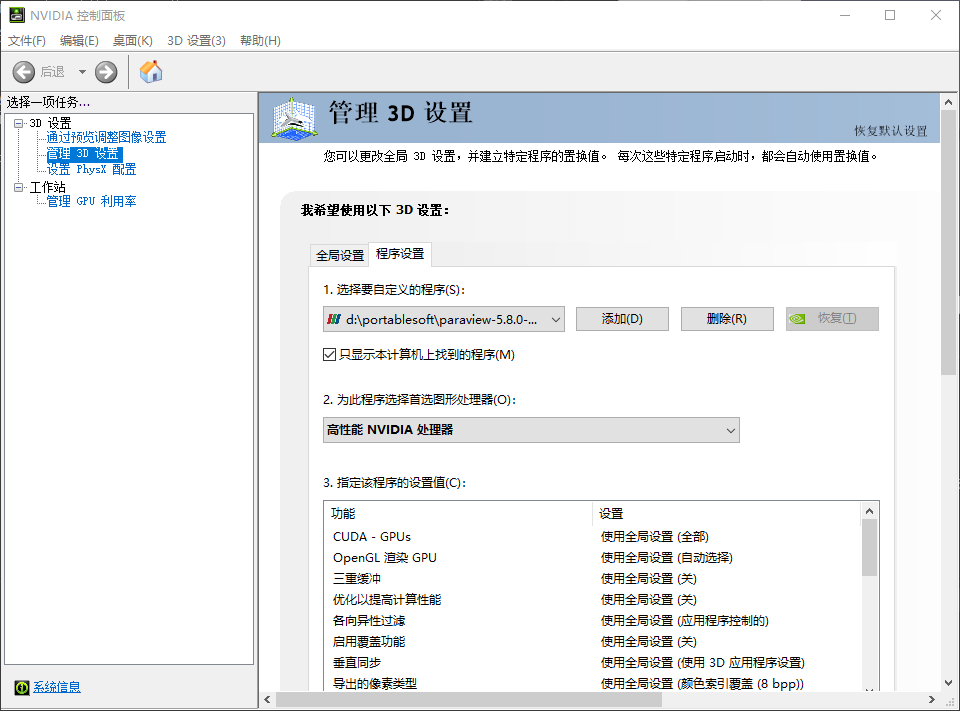 NVIDIA 控制面板
文件(F) 编辑(E) 桌面(K) 3D 设置(3) 帮助(H)
后退
选择一项任务...
3D 设置
通过预览调整图像设置
管理 3D 设置
设置 PhysX 配置
工作站
管理 GPU 利用率
系统信息
管理 3D 设置
恢复默认设置
您可以更改全局 3D 设置，并建立特定程序的置换值。 每次这些特定程序启动时，都会自动使用置换值。
我希望使用以下 3D 设置：
全局设置 程序设置
1. 选择要自定义的程序(S)：
d:\portablesoft\paraview-5.8.0-... 添加(D) 删除(R) 恢复(T)
只显示本计算机上找到的程序(M)
2. 为此程序选择首选图形处理器(O)：
高性能 NVIDIA 处理器
3. 指定该程序的设置值(C)：
功能 设置
CUDA - GPUs 使用全局设置 (全部)
OpenGL 渲染 GPU 使用全局设置 (自动选择)
三重缓冲 使用全局设置 (关)
优化以提高计算性能 使用全局设置 (关)
各向异性过滤 使用全局设置 (应用程序控制的)
启用覆盖功能 使用全局设置 (关)
垂直同步 使用全局设置 (使用 3D 应用程序设置)
导出的像素类型 使用全局设置 (颜色索引覆盖 (8 bpp))